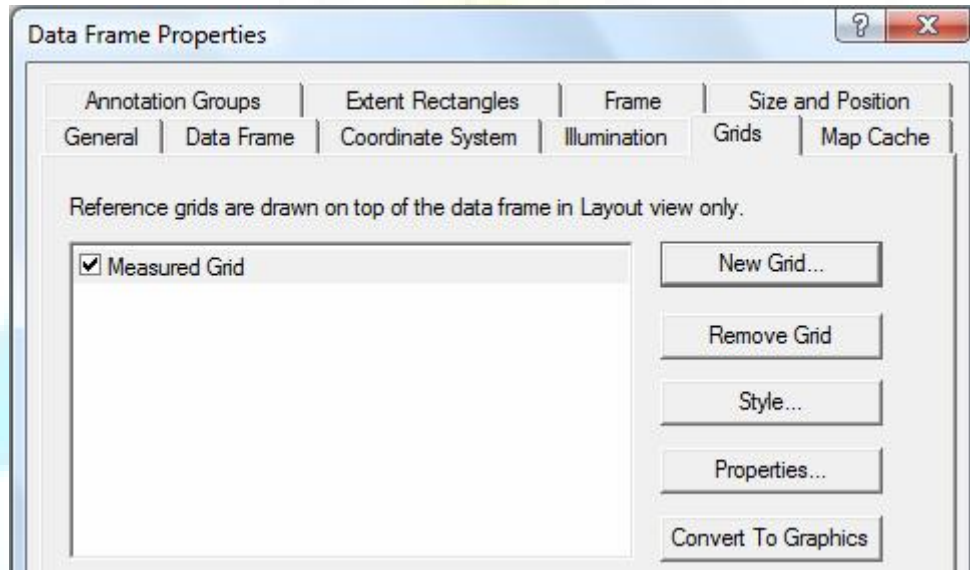 Data Frame Properties
Annotation Groups Extent Rectangles Frame Size and Position
General Data Frame Coordinate System Illumination Grids Map Cache
Reference grids are drawn on top of the data frame in Layout view only.
Measured Grid
New Grid...
Remove Grid
Style...
Properties...
Convert To Graphics